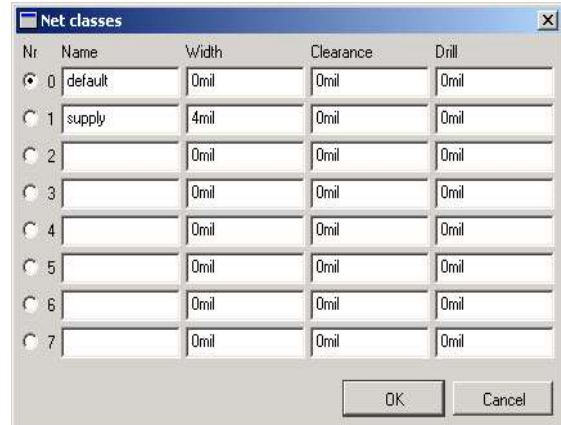 Net classes
Nr Name Width Clearance Drill
0 default 0mil 0mil 0mil
1 supply 4mil 0mil 0mil
2 0mil 0mil 0mil
3 0mil 0mil 0mil
4 0mil 0mil 0mil
5 0mil 0mil 0mil
6 0mil 0mil 0mil
7 0mil 0mil 0mil
OK Cancel